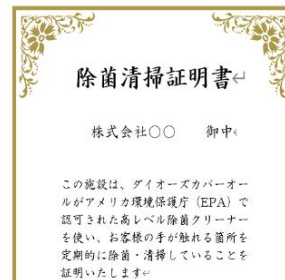 除菌清掃証明書
株式会社〇〇　御中
この施設は、ダイオーズカバーオー
ルがアメリカ環境保護庁（EPA）で
認可された高レベル除菌クリーナー
を使い、お客様の手が触れる箇所を
定期的に除菌・清掃していることを
証明いたします